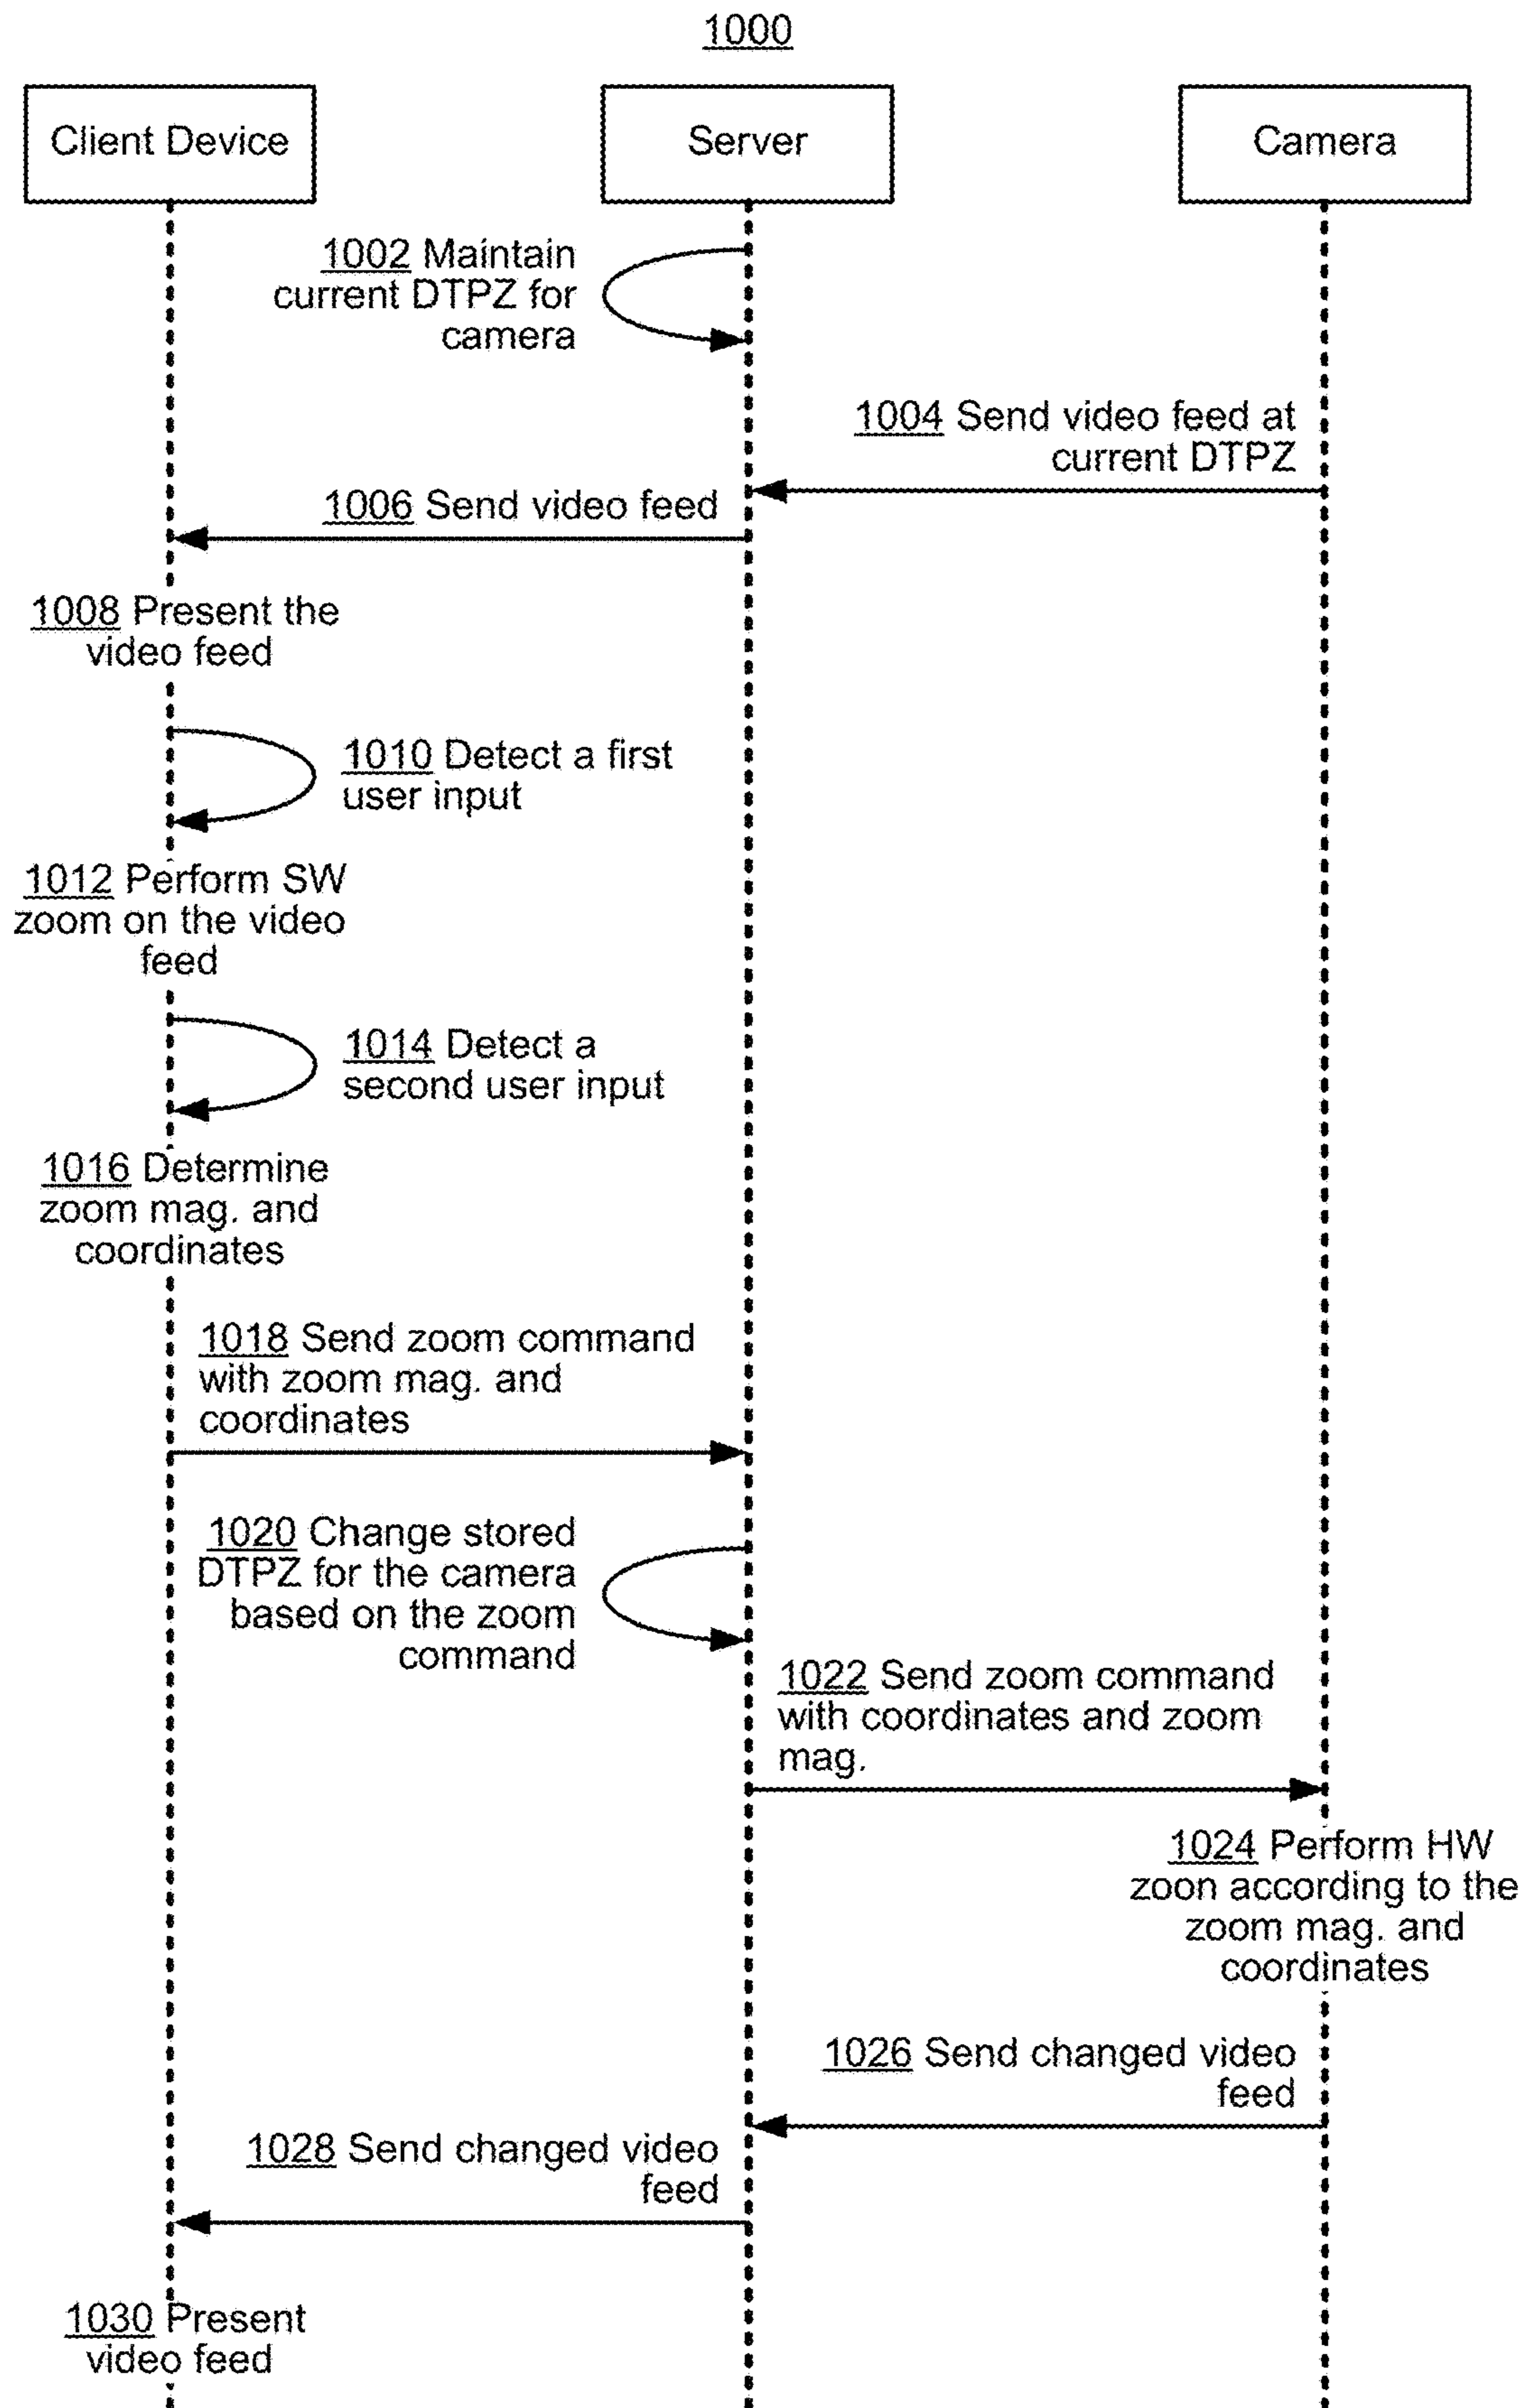 1000
Client Device
Server
Camera
1002 Maintain
current DTPZ for
camera
1004 Send video feed at
current DTPZ
1006 Send video feed
1008 Present the
video feed
1010 Detect a first
user input
1012 Perform SW
zoom on the video
feed
1014 Detect a
second user input
1016 Determine
zoom mag. and
coordinates
1018 Send zoom command
with zoom mag. and
coordinates
1020 Change stored
DTPZ for the camera
based on the zoom
command
1022 Send zoom command
with coordinates and zoom
mag.
1024 Perform HW
zoon according to the
zoom mag. and
coordinates
1026 Send changed video
feed
1028 Send changed video
feed
1030 Present
video feed